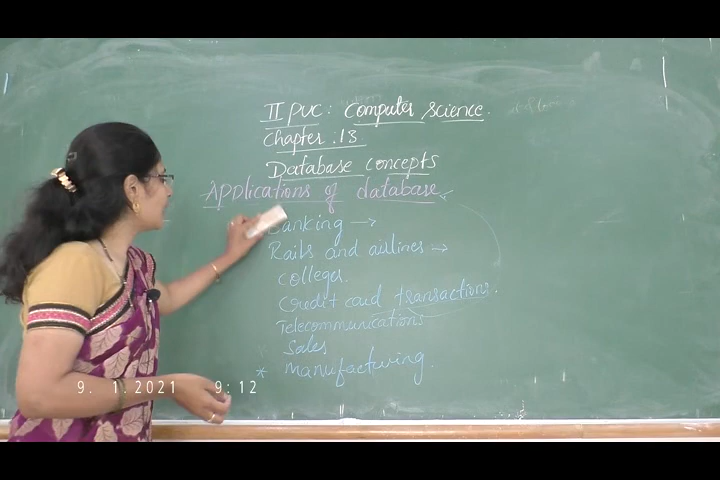 II PUC: Computer science.
Chapter :13
Database concepts
Applications of database
Banking →
Rails and airlines →
colleges.
Credit card transactions.
Telecommunications
Sales
* Manufacturing.
9. 1.2021 9:12